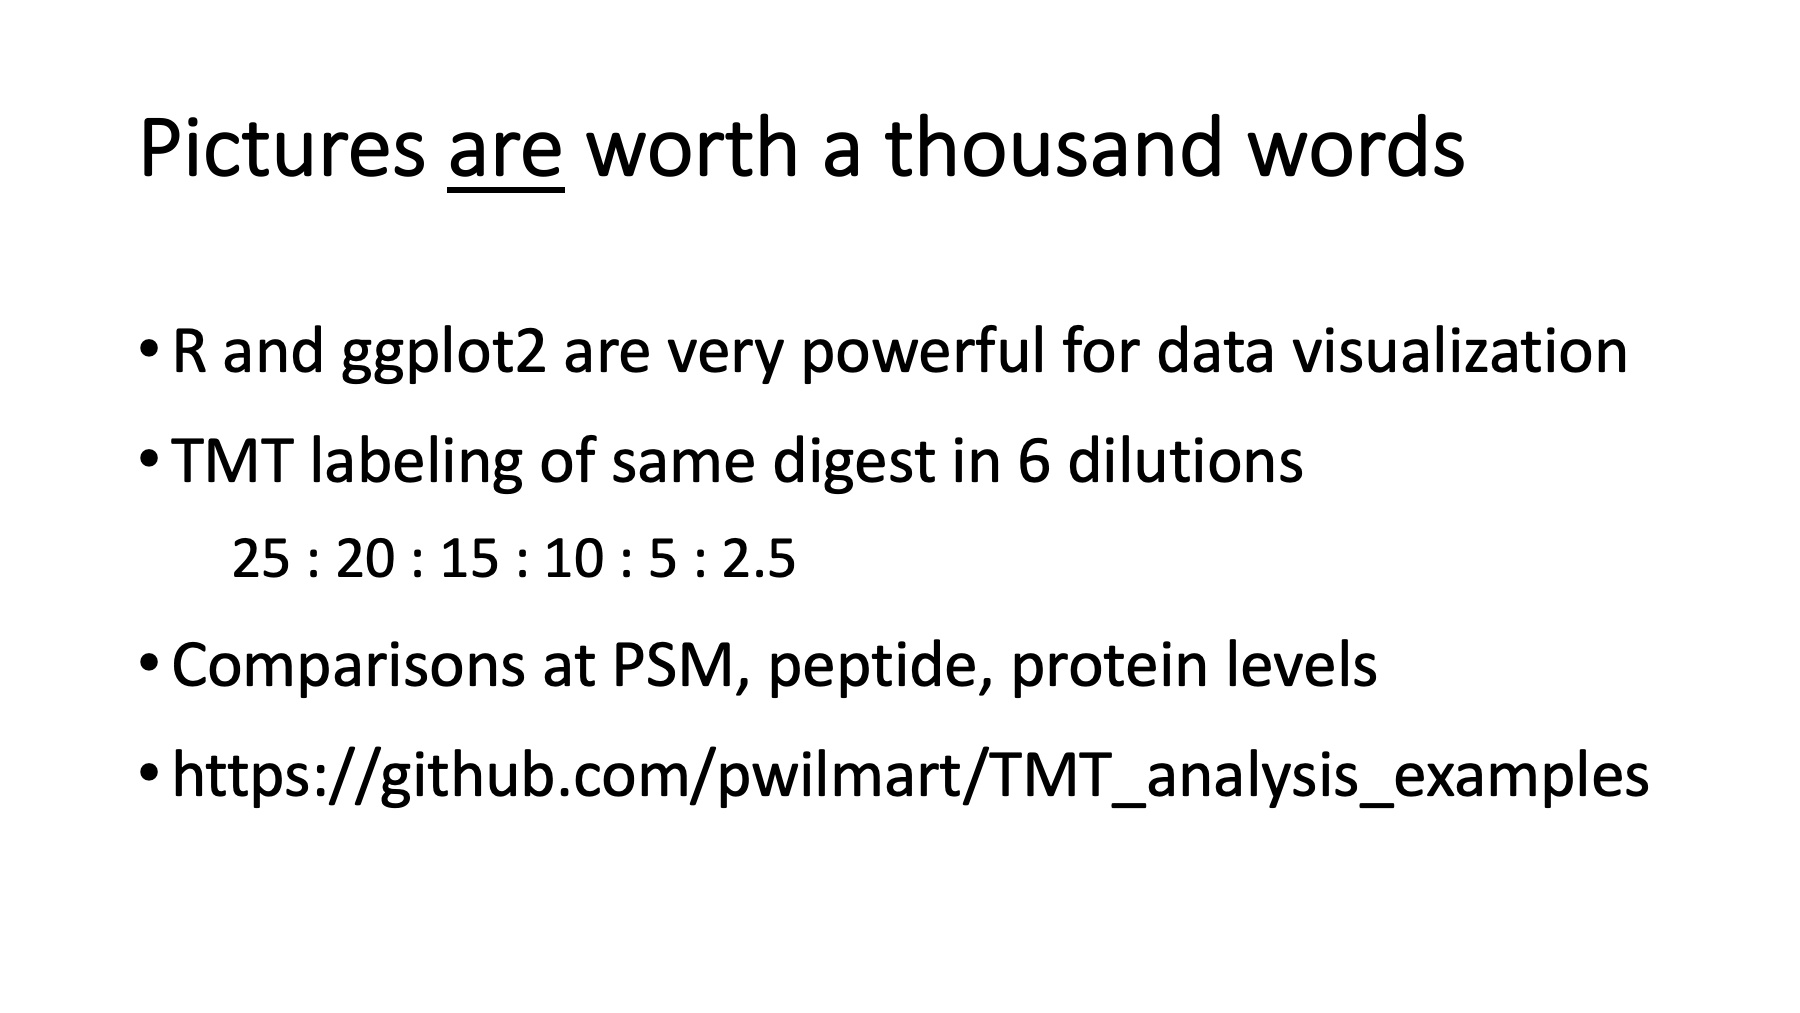 Pictures are worth a thousand words
• R and ggplot2 are very powerful for data visualization
• TMT labeling of same digest in 6 dilutions
25 : 20 : 15 : 10 : 5 : 2.5
• Comparisons at PSM, peptide, protein levels
• https://github.com/pwilmart/TMT_analysis_examples